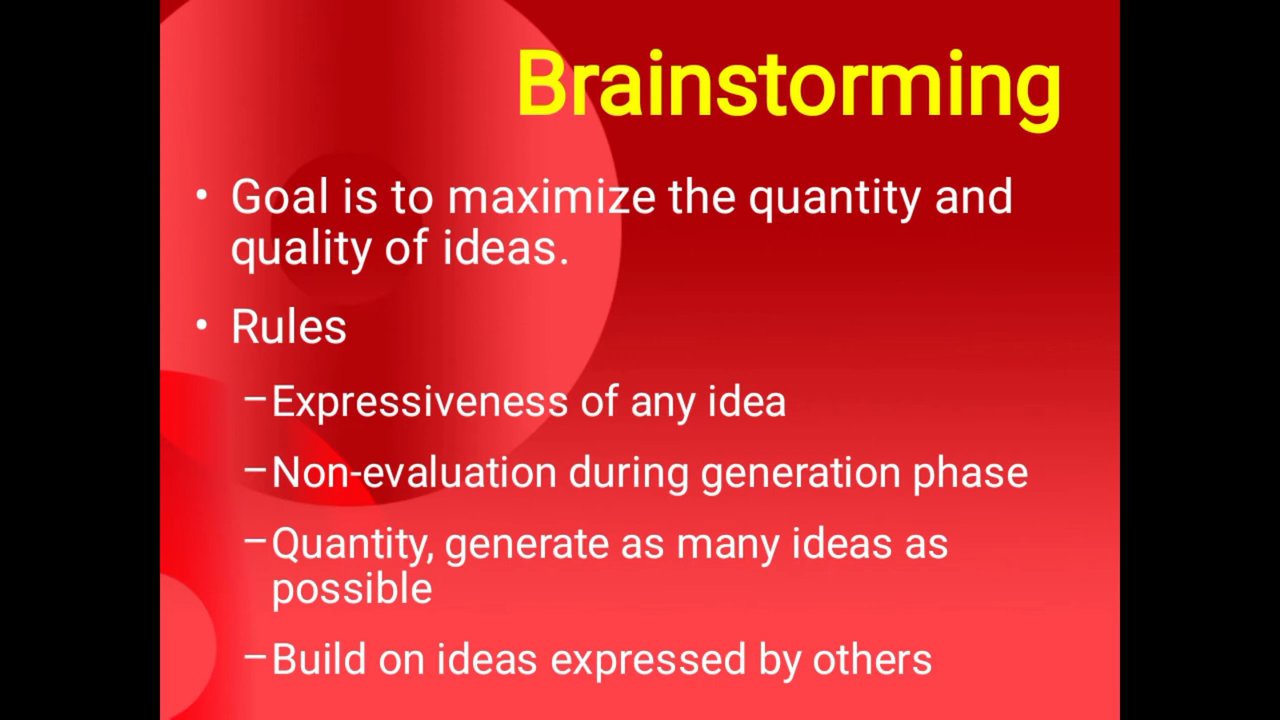 Brainstorming
• Goal is to maximize the quantity and
quality of ideas.
• Rules
–Expressiveness of any idea
–Non-evaluation during generation phase
–Quantity, generate as many ideas as
possible
–Build on ideas expressed by others